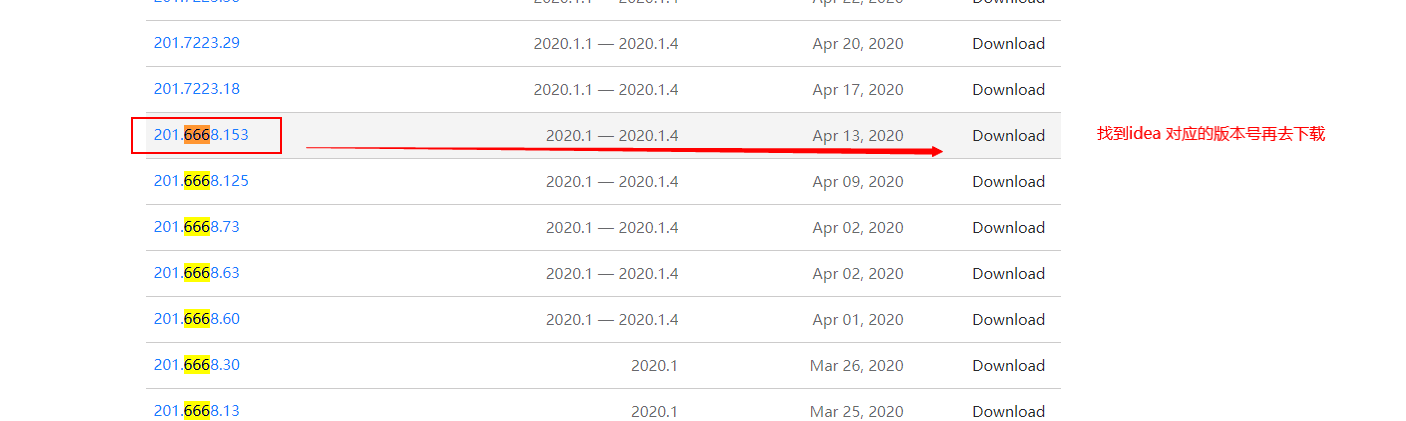 201.7223.29 2020.1.1 — 2020.1.4 Apr 20, 2020 Download
201.7223.18 2020.1.1 — 2020.1.4 Apr 17, 2020 Download
201.6668.153 2020.1 — 2020.1.4 Apr 13, 2020 Download 找到idea 对应的版本号再去下载
201.6668.125 2020.1 — 2020.1.4 Apr 09, 2020 Download
201.6668.73 2020.1 — 2020.1.4 Apr 02, 2020 Download
201.6668.63 2020.1 — 2020.1.4 Apr 02, 2020 Download
201.6668.60 2020.1 — 2020.1.4 Apr 01, 2020 Download
201.6668.30 2020.1 Mar 26, 2020 Download
201.6668.13 2020.1 Mar 25, 2020 Download